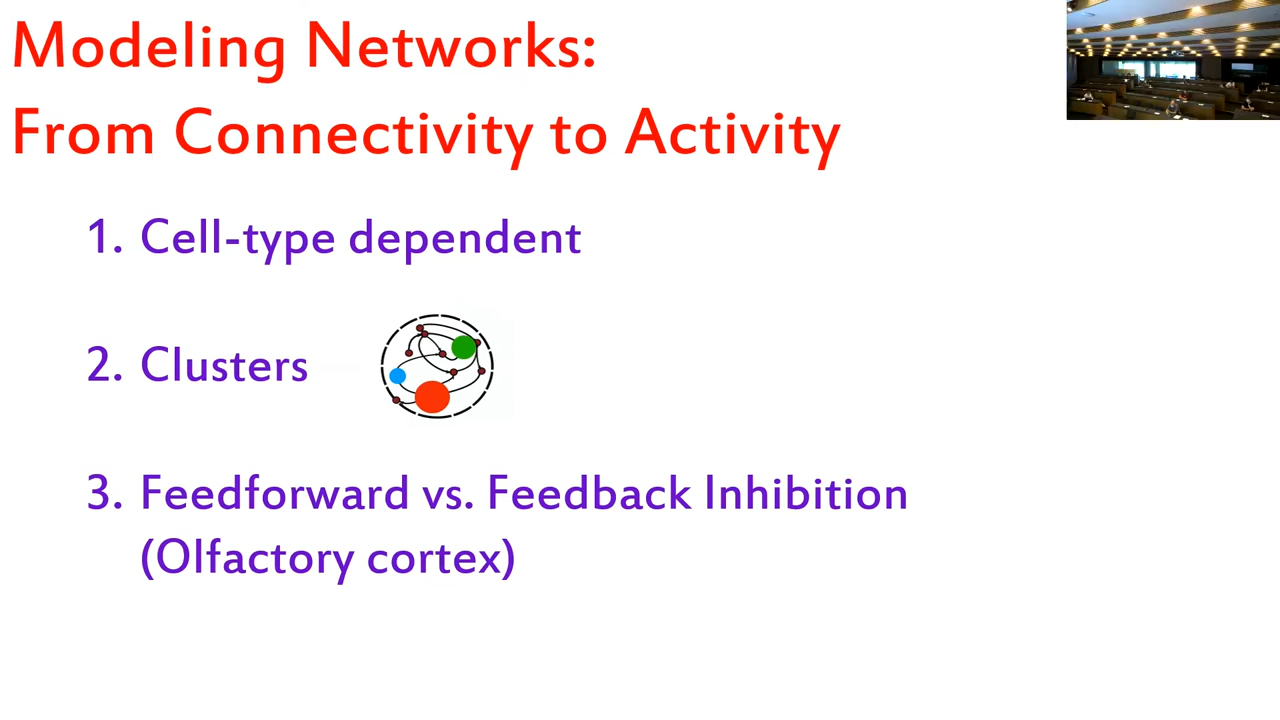 Modeling Networks:
From Connectivity to Activity
1. Cell-type dependent
2. Clusters
3. Feedforward vs. Feedback Inhibition
(Olfactory cortex)